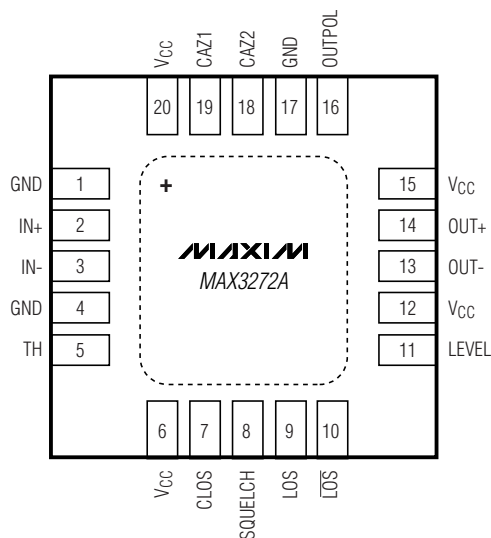 VCC
CAZ1
CAZ2
GND
OUTPOL
20
19
18
17
16
GND 1
IN+ 2
IN- 3
GND 4
TH 5
+
MAXIM
MAX3272A
15 VCC
14 OUT+
13 OUT-
12 VCC
11 LEVEL
6
7
8
9
10
VCC
CLOS
SQUELCH
LOS
L̅O̅S̅